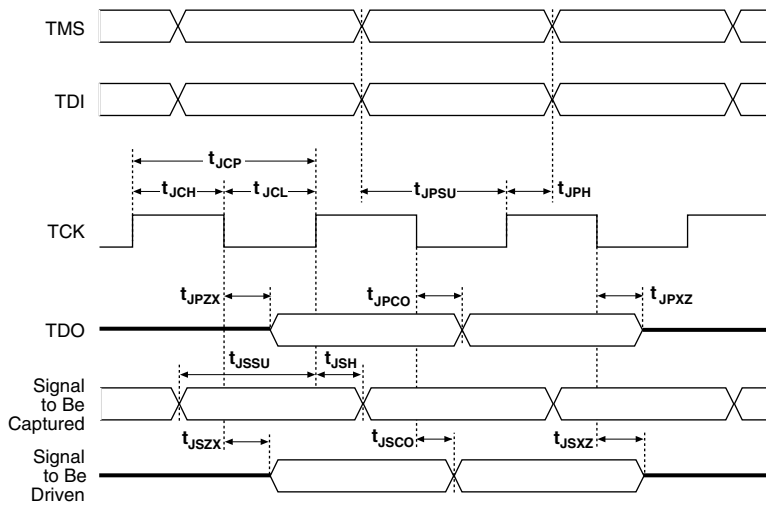 TMS
TDI
tJCP
tJCH
tJCL
tJPSU
tJPH
TCK
tJPZX
tJPCO
tJPXZ
TDO
tJSSU
tJSH
Signal
to Be
Captured
tJSZX
tJSCO
tJSXZ
Signal
to Be
Driven